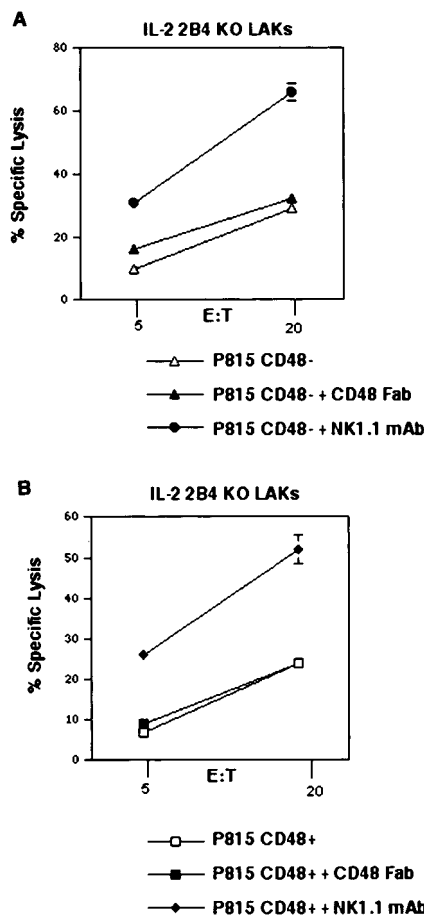 A
IL-2 2B4 KO LAKs
% Specific Lysis
80
60
40
20
0
5
E:T
20
P815 CD48-
P815 CD48- + CD48 Fab
P815 CD48- + NK1.1 mAb
B
IL-2 2B4 KO LAKs
% Specific Lysis
60
50
40
30
20
10
0
5
E:T
20
P815 CD48+
P815 CD48+ + CD48 Fab
P815 CD48+ + NK1.1 mAb